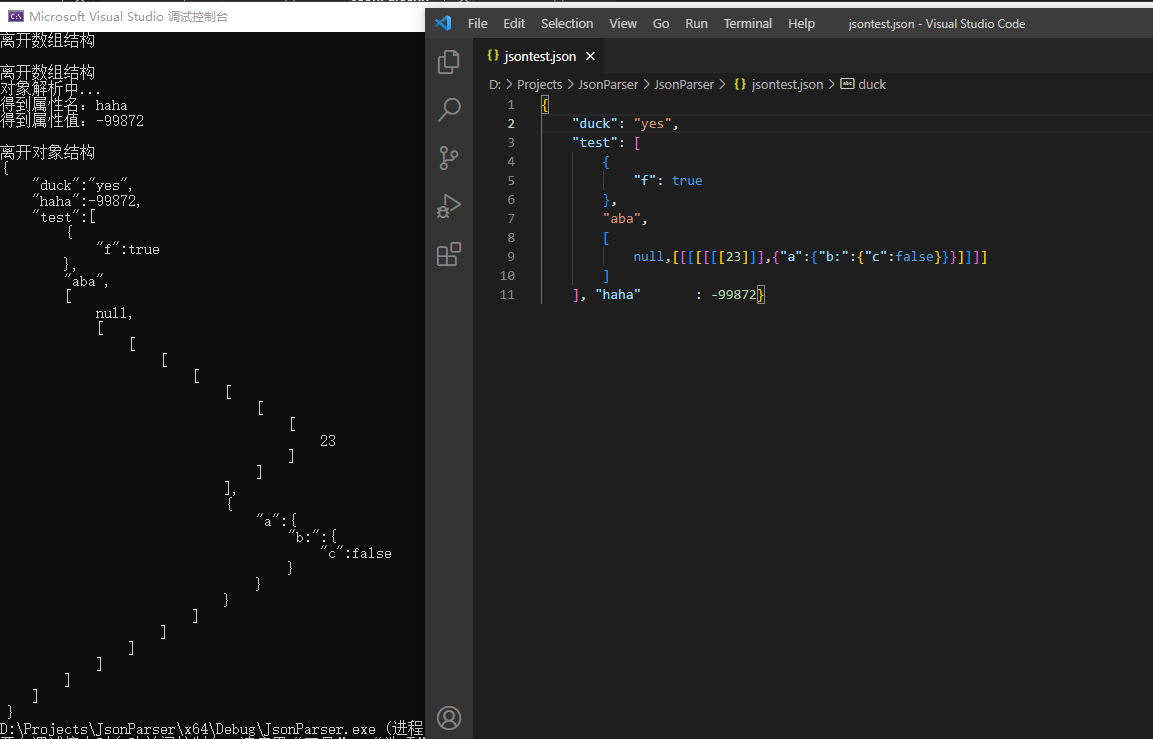 Microsoft Visual Studio 调试控制台
离开数组结构
离开数组结构
对象解析中...
得到属性名: haha
得到属性值: -99872
离开对象结构
{
"duck":"yes",
"haha":-99872,
"test":[
{
"f":true
},
"aba",
[
null,
[
[
[
[
[
[
[
23
]
]
],
{
"a":{
"b:":{
"c":false
}
}
}
]
]
]
]
]
]
}
D:\Projects\JsonParser\x64\Debug\JsonParser.exe (进程
File Edit Selection View Go Run Terminal Help jsontest.json - Visual Studio Code
{} jsontest.json ×
D: > Projects > JsonParser > JsonParser > {} jsontest.json > abc duck
1 {
2 "duck": "yes",
3 "test": [
4 {
5 "f": true
6 },
7 "aba",
8 [
9 null,[[[[[[[23]]],{"a":{"b:":{"c":false}}}]]]]
10 ]
11 ], "haha" : -99872}